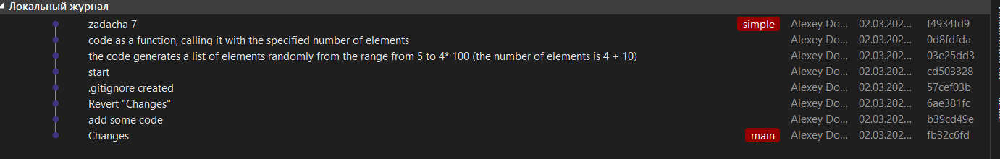 Локальный журнал
zadacha 7 simple Alexey Do... 02.03.202... f4934fd9
code as a function, calling it with the specified number of elements Alexey Do... 02.03.202... 0d8fdfda
the code generates a list of elements randomly from the range from 5 to 4* 100 (the number of elements is 4 + 10) Alexey Do... 02.03.202... 03e25dd3
start Alexey Do... 02.03.202... cd503328
.gitignore created Alexey Do... 02.03.202... 57cef03b
Revert "Changes" Alexey Do... 02.03.202... 6ae381fc
add some code Alexey Do... 02.03.202... b39cd49e
Changes main Alexey Do... 02.03.202... fb32c6fd